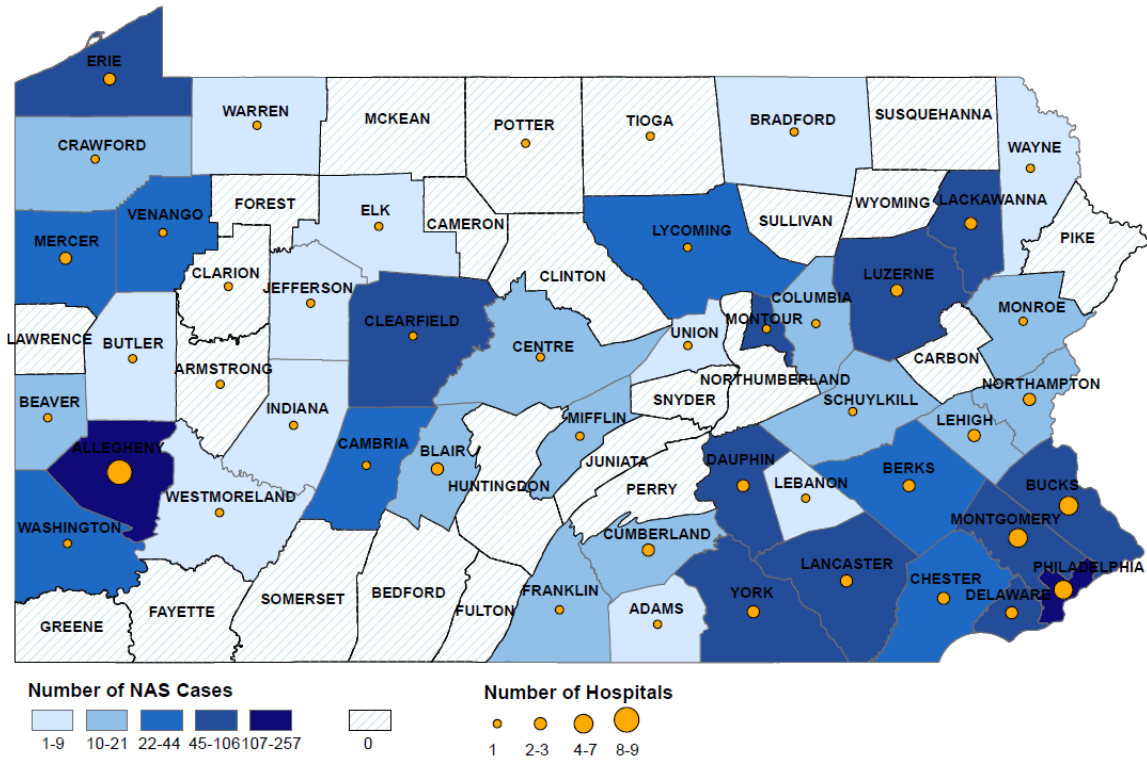 ERIE
WARREN
MCKEAN
POTTER
TIOGA
BRADFORD
SUSQUEHANNA
WAYNE
CRAWFORD
FOREST
ELK
CAMERON
VENANGO
MERCER
LYCOMING
SULLIVAN
WYOMING
LACKAWANNA
PIKE
CLARION
JEFFERSON
CLINTON
LUZERNE
COLUMBIA
MONROE
LAWRENCE
BUTLER
CLEARFIELD
CENTRE
UNION
MONTOUR
CARBON
ARMSTRONG
NORTHUMBERLAND
NORTHAMPTON
BEAVER
INDIANA
SNYDER
SCHUYLKILL
MIFFLIN
LEHIGH
ALLEGHENY
CAMBRIA
BLAIR
JUNIATA
DAUPHIN
BERKS
HUNTINGDON
PERRY
LEBANON
BUCKS
WESTMORELAND
MONTGOMERY
WASHINGTON
CUMBERLAND
PHILADELPHIA
LANCASTER
CHESTER
DELAWARE
GREENE
FAYETTE
SOMERSET
BEDFORD
FULTON
FRANKLIN
ADAMS
YORK
Number of NAS Cases
1-9 10-21 22-44 45-106 107-257 0
Number of Hospitals
1 2-3 4-7 8-9